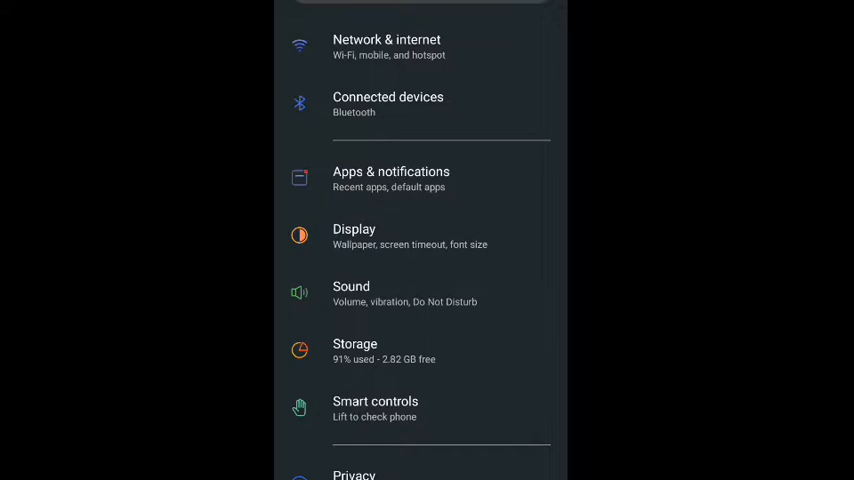 Network & internet
Wi-Fi, mobile, and hotspot
Connected devices
Bluetooth
Apps & notifications
Recent apps, default apps
Display
Wallpaper, screen timeout, font size
Sound
Volume, vibration, Do Not Disturb
Storage
91% used - 2.82 GB free
Smart controls
Lift to check phone
Privacy